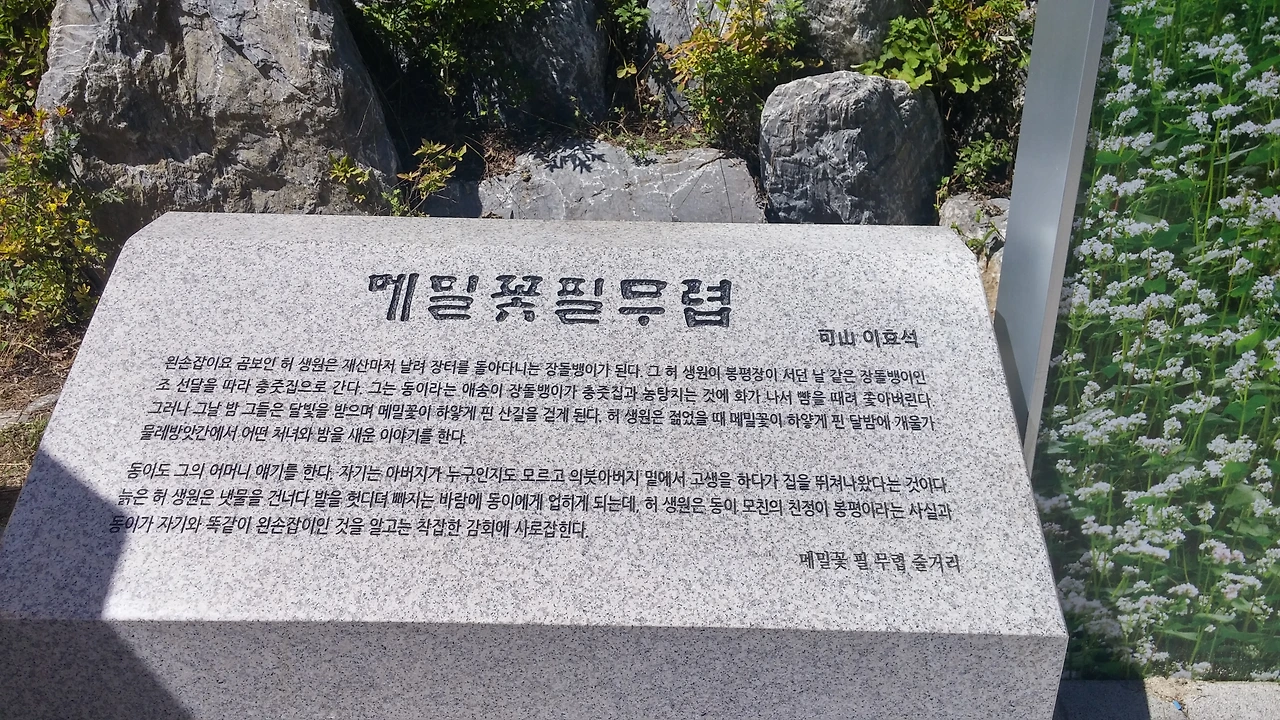 메밀꽃필무렵
可山 이효석
왼손잡이요 곰보인 허 생원은 재산마저 날려 장터를 돌아다니는 장돌뱅이가 된다. 그 허 생원이 봉평장이 서던 날 같은 장돌뱅이인
조 선달을 따라 충줏집으로 간다. 그는 동이라는 애송이 장돌뱅이가 충줏집과 농탕치는 것에 화가 나서 뺨을 때려 쫓아버린다.
그러나 그날 밤 그들은 달빛을 받으며 메밀꽃이 하얗게 핀 산길을 걷게 된다. 허 생원은 젊었을 때 메밀꽃이 하얗게 핀 달밤에 개울가
물레방앗간에서 어떤 처녀와 밤을 새운 이야기를 한다.
동이도 그의 어머니 얘기를 한다. 자기는 아버지가 누구인지도 모르고 의붓아버지 밑에서 고생을 하다가 집을 뛰쳐나왔다는 것이다.
늙은 허 생원은 냇물을 건너다 발을 헛디뎌 빠지는 바람에 동이에게 업히게 되는데, 허 생원은 동이 모친의 친정이 봉평이라는 사실과
동이가 자기와 똑같이 왼손잡이인 것을 알고는 착잡한 감회에 사로잡힌다.
메밀꽃 필 무렵 줄거리